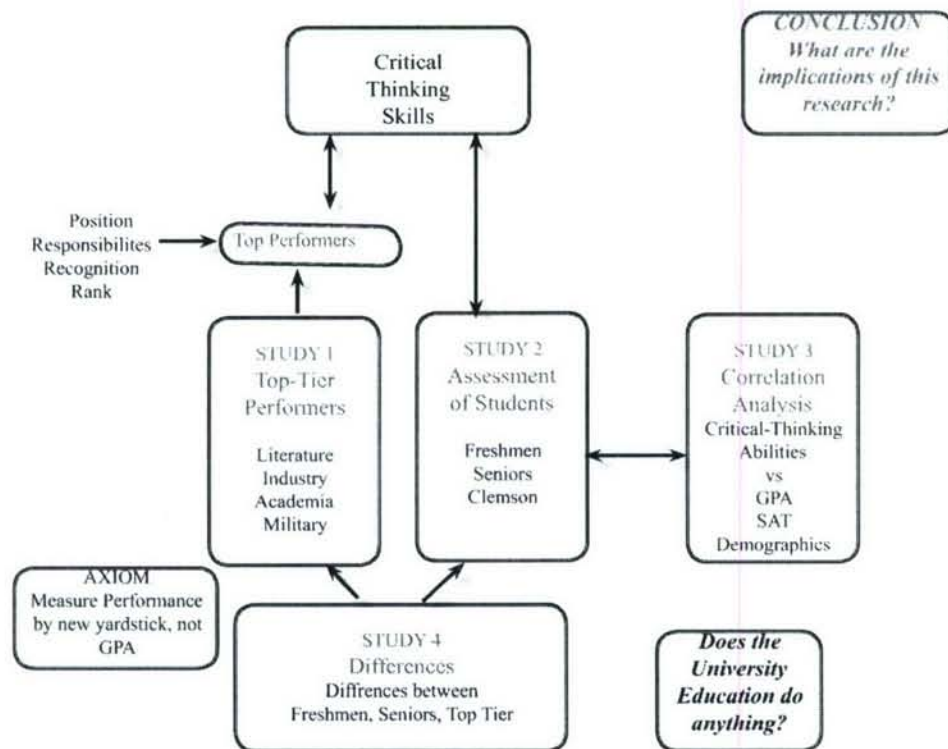 CONCLUSION
What are the
implications of this
research?
Critical
Thinking
Skills
Position
Responsibilites
Recognition
Rank
Top Performers
STUDY 1
Top-Tier
Performers
Literature
Industry
Academia
Military
STUDY 2
Assessment
of Students
Freshmen
Seniors
Clemson
STUDY 3
Correlation
Analysis
Critical-Thinking
Abilities
vs
GPA
SAT
Demographics
AXIOM
Measure Performance
by new yardstick, not
GPA
STUDY 4
Differences
Diffrences between
Freshmen, Seniors, Top Tier
Does the
University
Education do
anything?